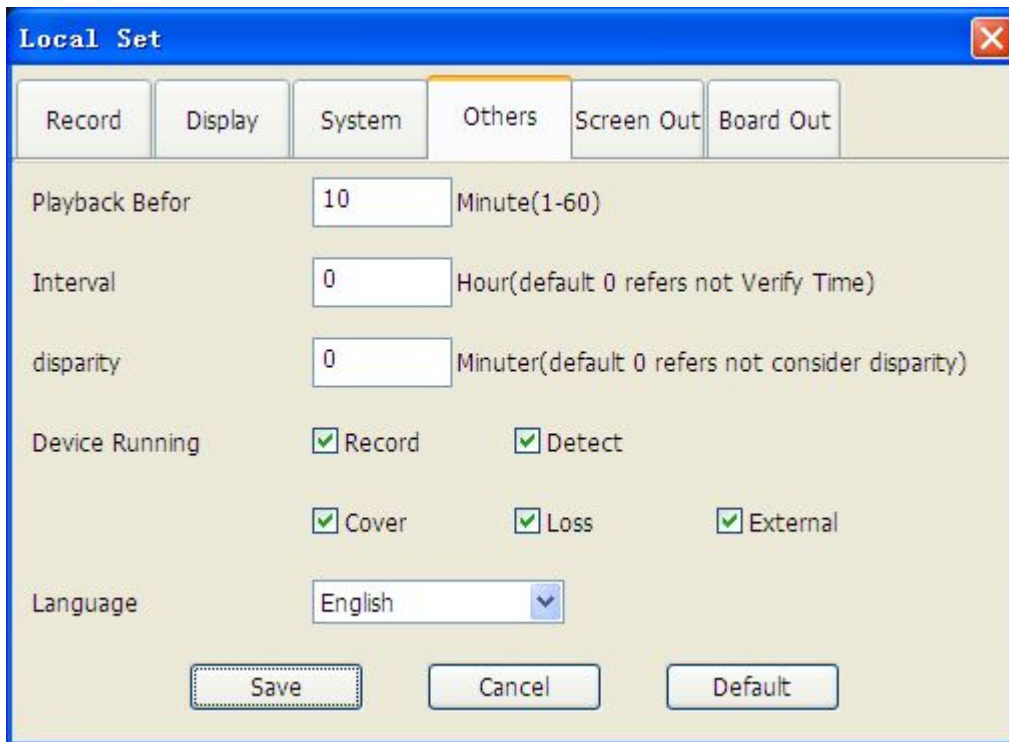 Local Set
Record Display System Others Screen Out Board Out
Playback Befor 10 Minute(1-60)
Interval 0 Hour(default 0 refers not Verify Time)
disparity 0 Minuter(default 0 refers not consider disparity)
Device Running Record Detect
Cover Loss External
Language English
Save Cancel Default